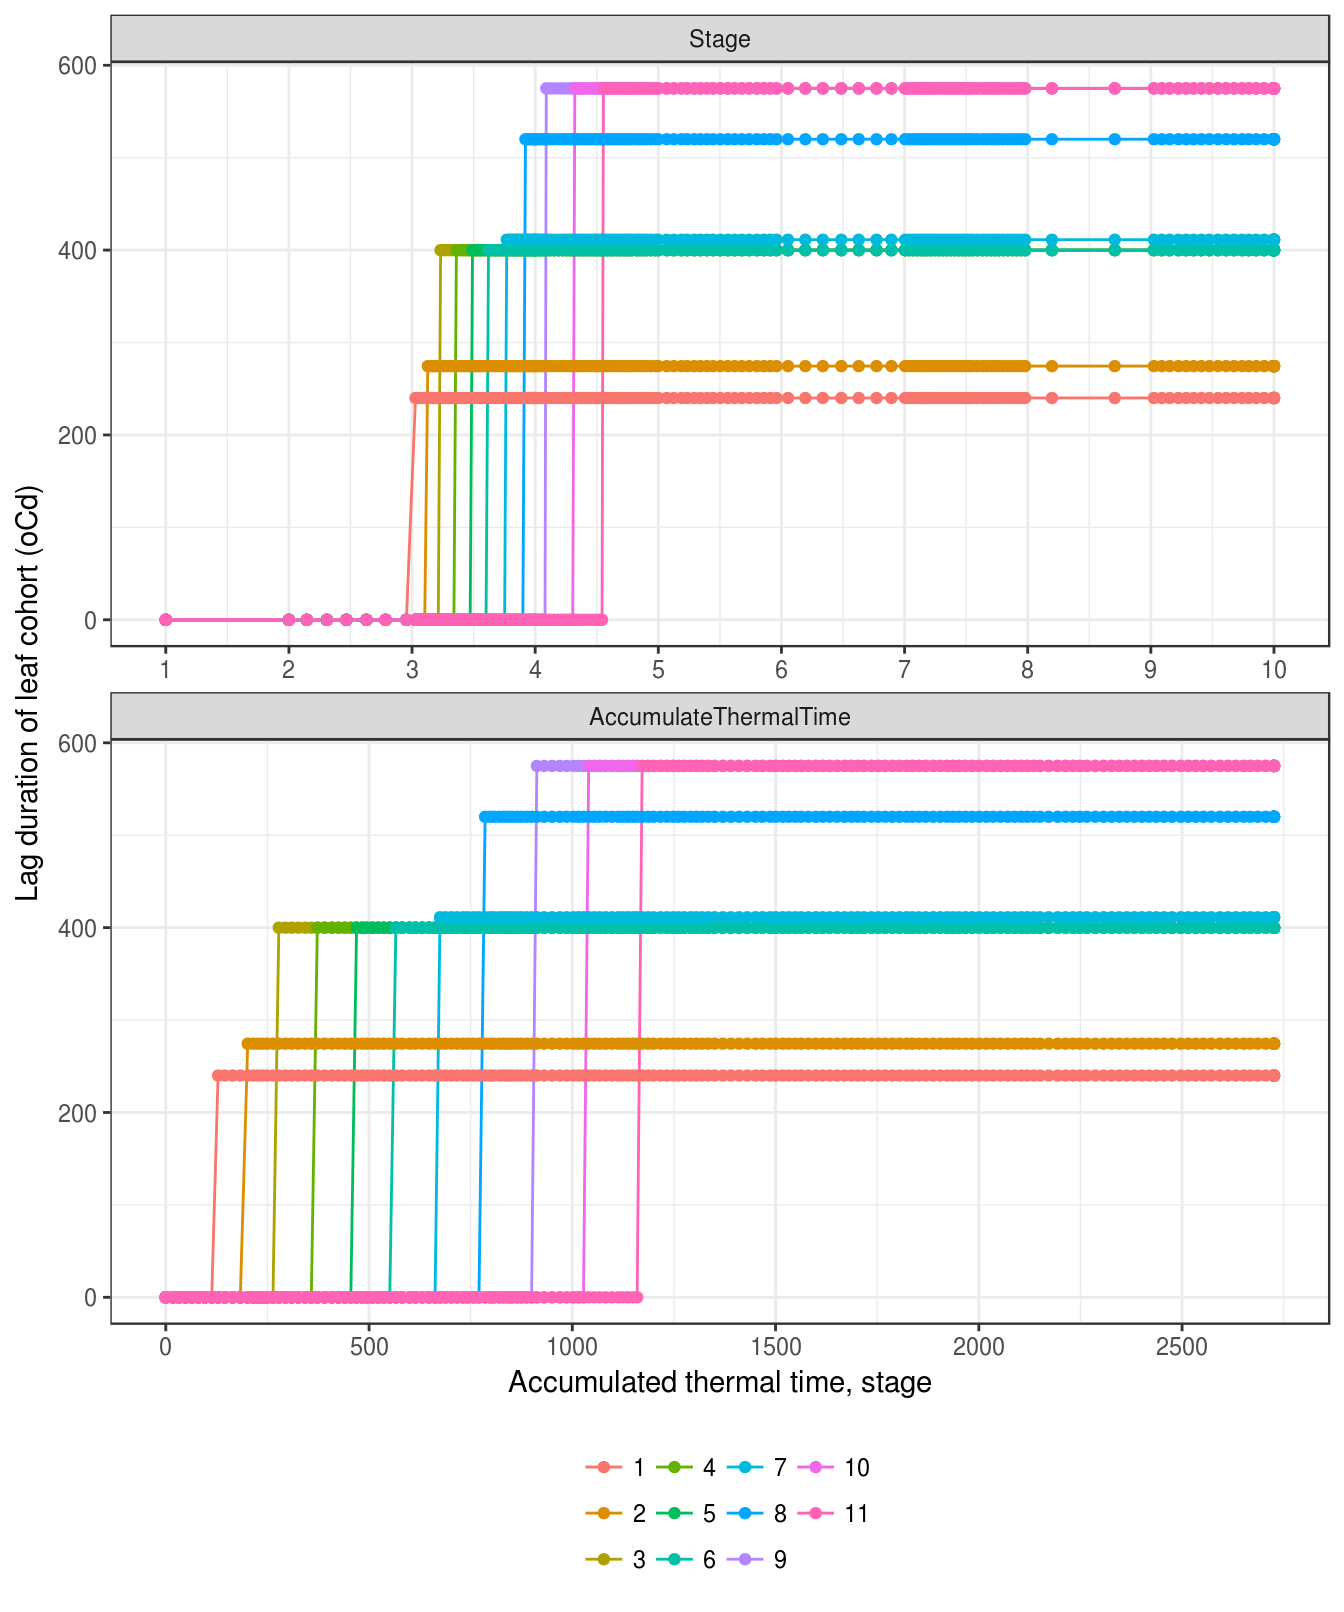 Stage
600
400
200
0
1 2 3 4 5 6 7 8 9 10
Lag duration of leaf cohort (oCd)
AccumulateThermalTime
600
400
200
0
0 500 1000 1500 2000 2500
Accumulated thermal time, stage
1 4 7 10
2 5 8 11
3 6 9